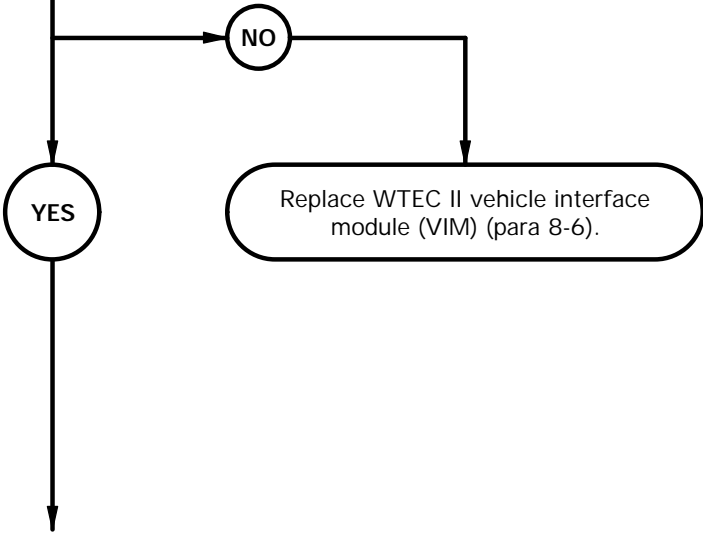 NO
YES
Replace WTEC II vehicle interface
module (VIM) (para 8-6).